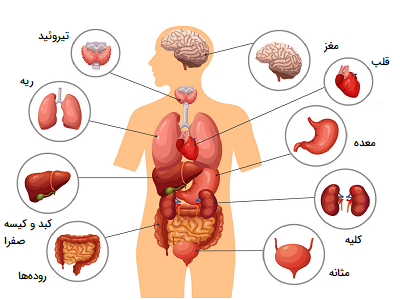 تیروئید
مغز
قلب
ریه
معده
کبد و کیسه
صفرا
کلیه
روده‌ها
مثانه